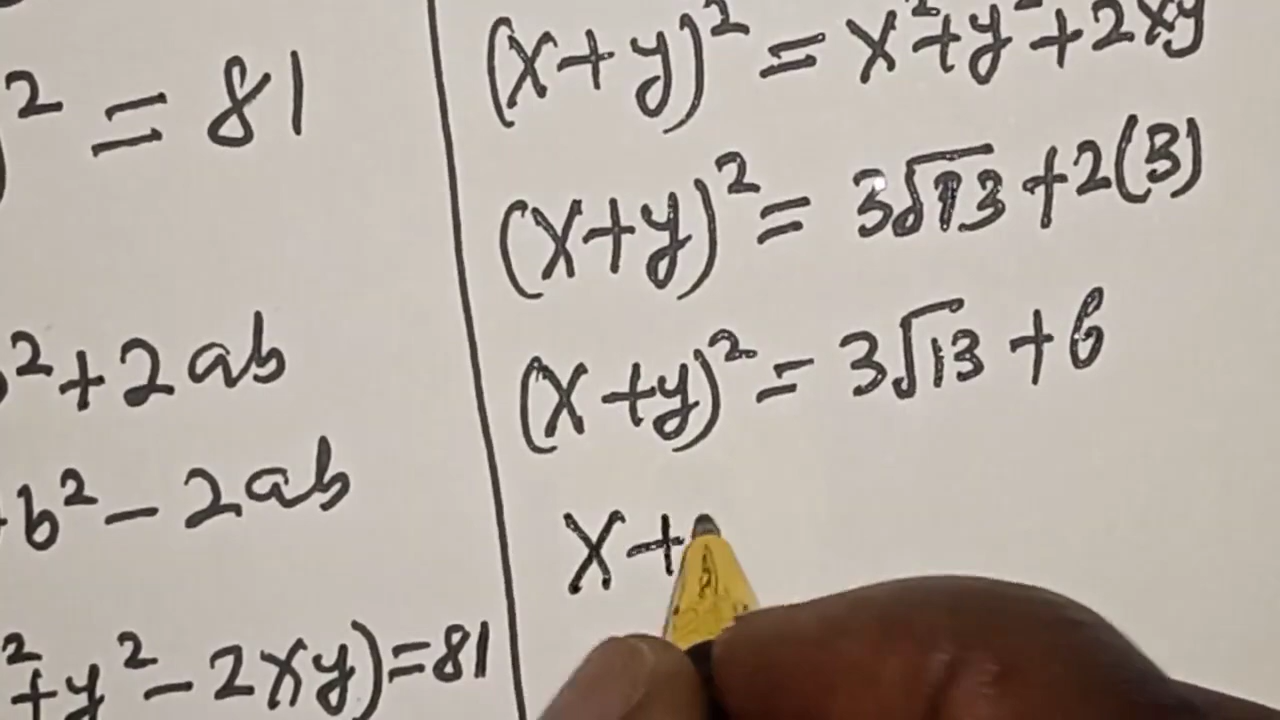 ² = 81
² + 2ab
b² - 2ab
² + y² - 2xy) = 81
(x+y)² = x² + y² + 2xy
(x+y)² = 3√13 + 2(3)
(x+y)² = 3√13 + 6
x +